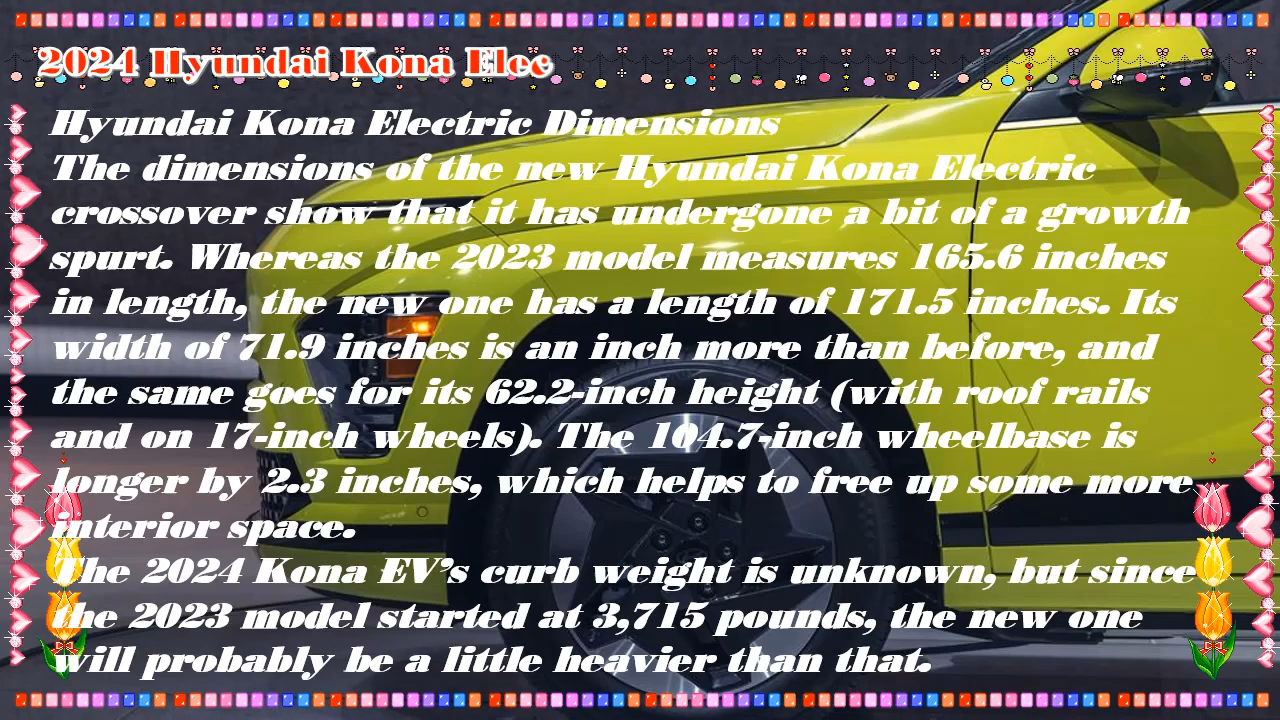 2024 Hyundai Kona Elec
Hyundai Kona Electric Dimensions
The dimensions of the new Hyundai Kona Electric
crossover show that it has undergone a bit of a growth
spurt. Whereas the 2023 model measures 165.6 inches
in length, the new one has a length of 171.5 inches. Its
width of 71.9 inches is an inch more than before, and
the same goes for its 62.2-inch height (with roof rails
and on 17-inch wheels). The 104.7-inch wheelbase is
longer by 2.3 inches, which helps to free up some more
interior space.
The 2024 Kona EV’s curb weight is unknown, but since
the 2023 model started at 3,715 pounds, the new one
will probably be a little heavier than that.